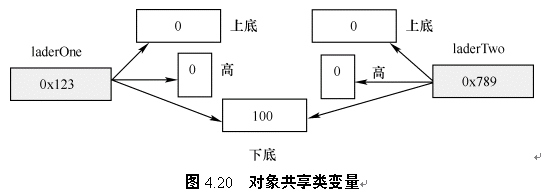 0 上底 0 上底
laderOne laderTwo
0 高 0 高
0x123 0x789
100
下底
图 4.20 对象共享类变量